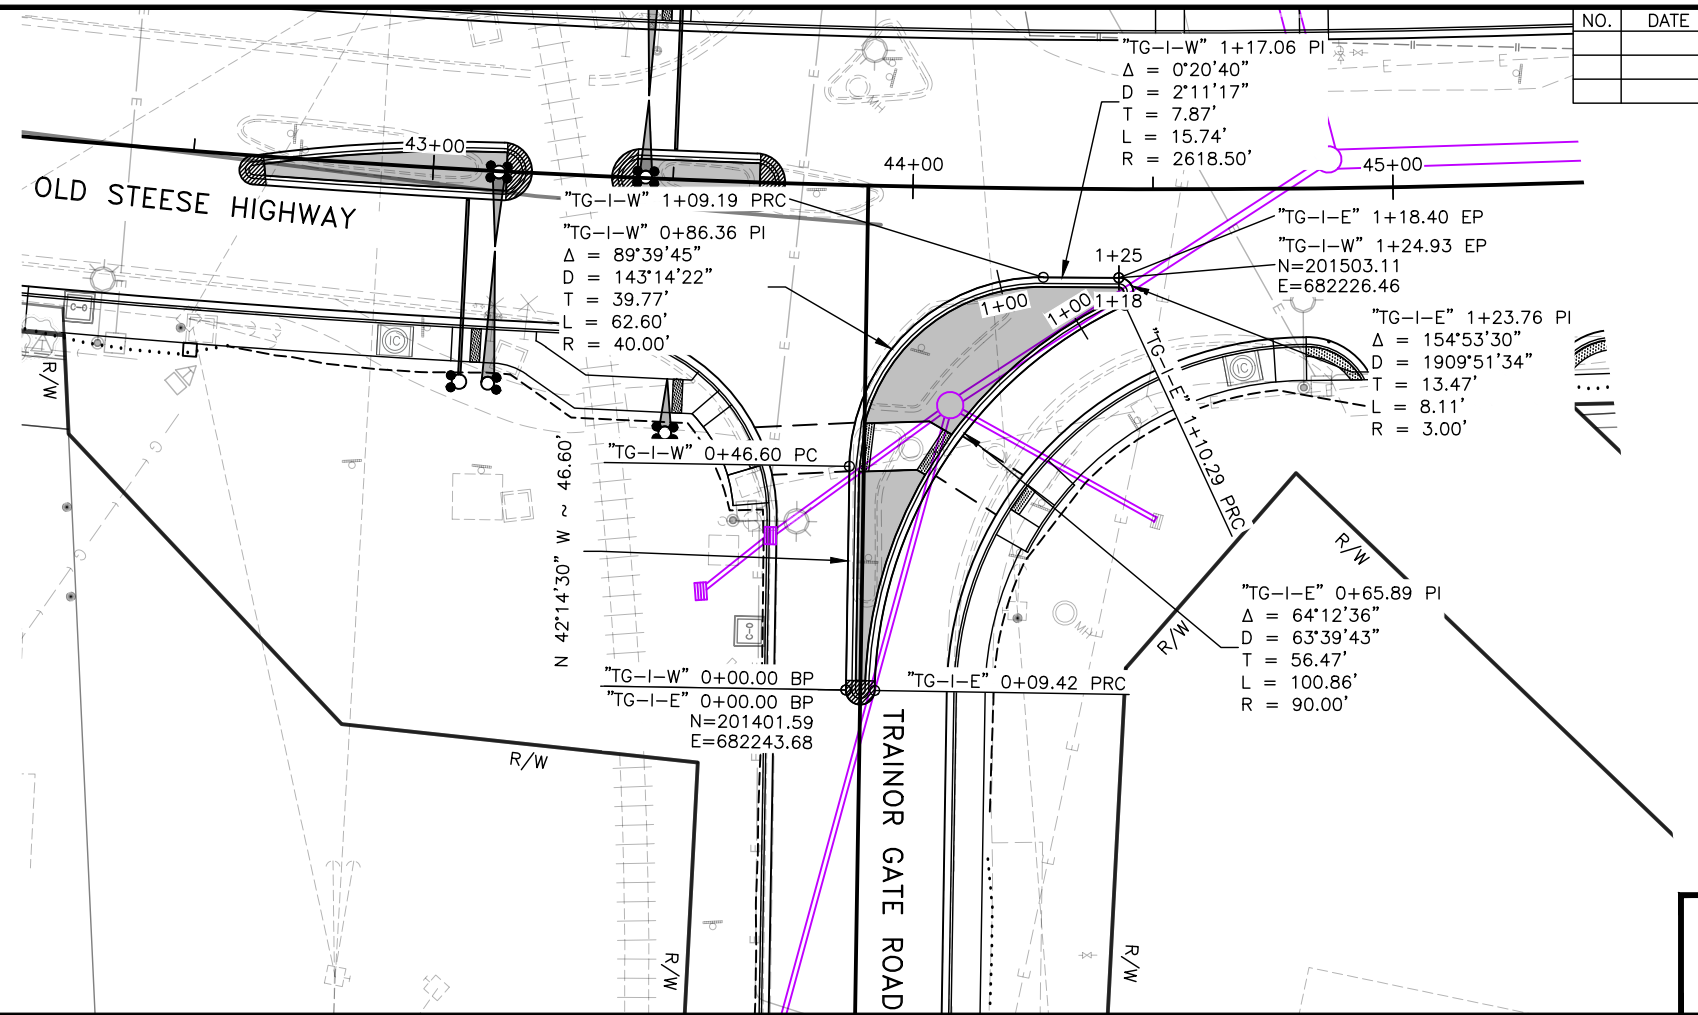 NO. DATE
"TG-I-W" 1+17.06 PI
Δ = 0°20'40"
D = 2°11'17"
T = 7.87'
L = 15.74'
R = 2618.50'
43+00
44+00
45+00
OLD STEESE HIGHWAY
"TG-I-W" 1+09.19 PRC
"TG-I-W" 0+86.36 PI
Δ = 89°39'45"
D = 143°14'22"
T = 39.77'
L = 62.60'
R = 40.00'
"TG-I-E" 1+18.40 EP
"TG-I-W" 1+24.93 EP
N=201503.11
E=682226.46
1+25
1+18
1+00
1+00
"TG-I-E" 1+23.76 PI
Δ = 154°53'30"
D = 1909°51'34"
T = 13.47'
L = 8.11'
R = 3.00'
"TG-I-E" 1+10.29 PRC
C-O
IC
IC
R/W
MH
"TG-I-W" 0+46.60 PC
N 42°14'30" W ~ 46.60'
R/W
"TG-I-E" 0+65.89 PI
Δ = 64°12'36"
D = 63°39'43"
T = 56.47'
L = 100.86'
R = 90.00'
R/W
MH
C-O
"TG-I-W" 0+00.00 BP
"TG-I-E" 0+00.00 BP
N=201401.59
E=682243.68
"TG-I-E" 0+09.42 PRC
TRAINOR GATE ROAD
R/W
R/W
R/W